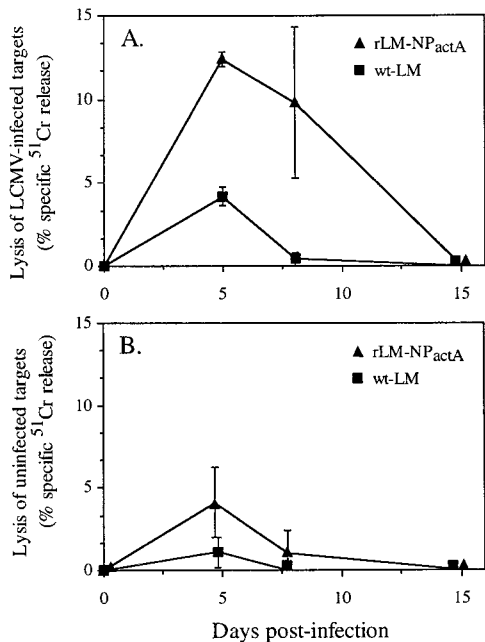 A.
▲ rLM-NPactA
■ wt-LM
Lysis of LCMV-infected targets
(% specific 51Cr release)
15
10
5
0
0
5
10
15
B.
▲ rLM-NPactA
■ wt-LM
Lysis of uninfected targets
(% specific 51Cr release)
15
10
5
0
0
5
10
15
Days post-infection